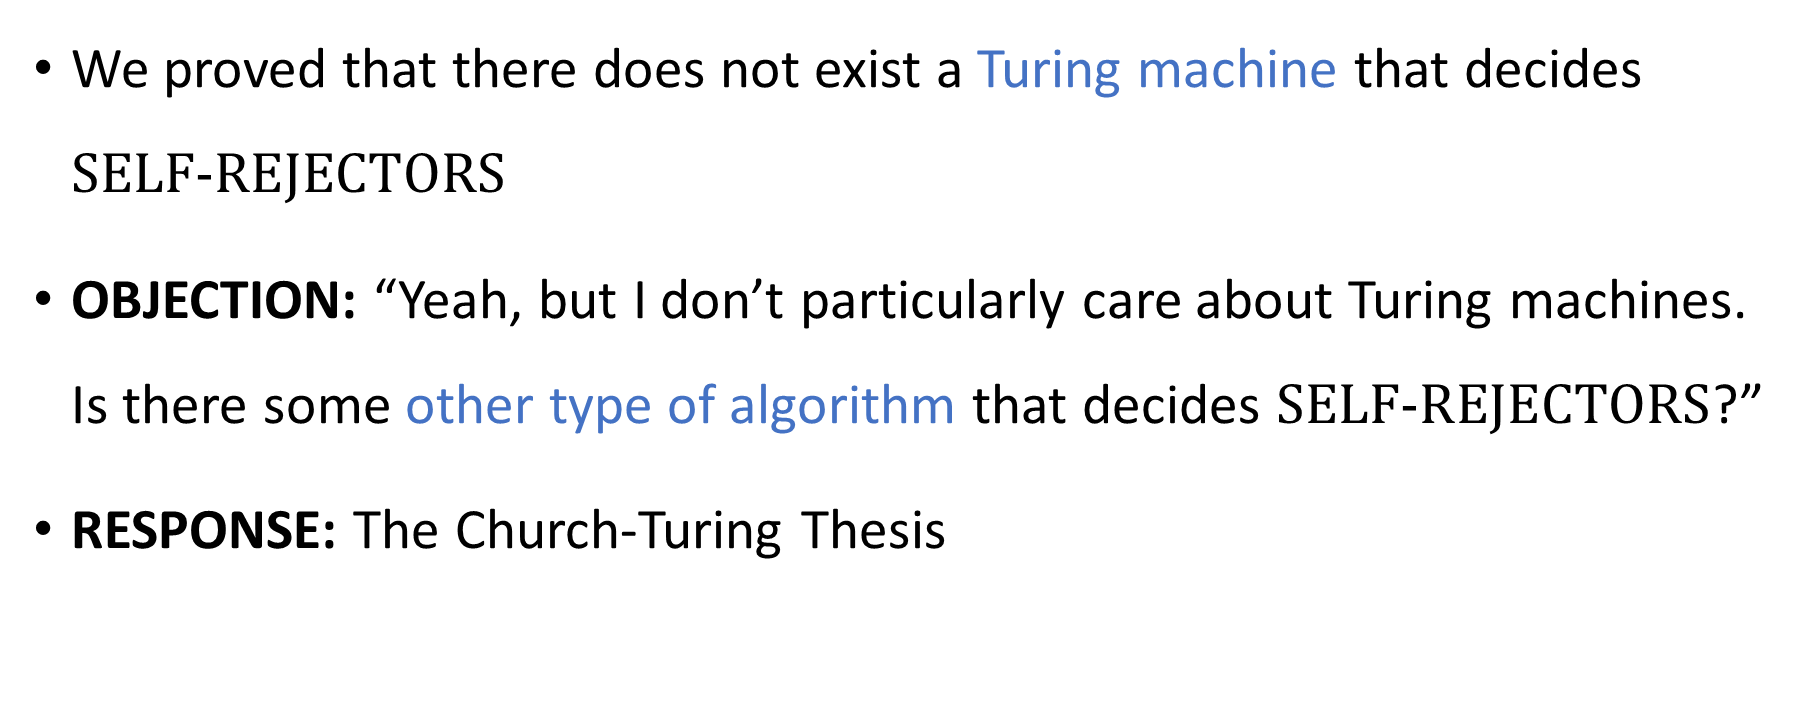 • We proved that there does not exist a Turing machine that decides
SELF-REJECTORS
• OBJECTION: “Yeah, but I don’t particularly care about Turing machines.
Is there some other type of algorithm that decides SELF-REJECTORS?”
• RESPONSE: The Church-Turing Thesis